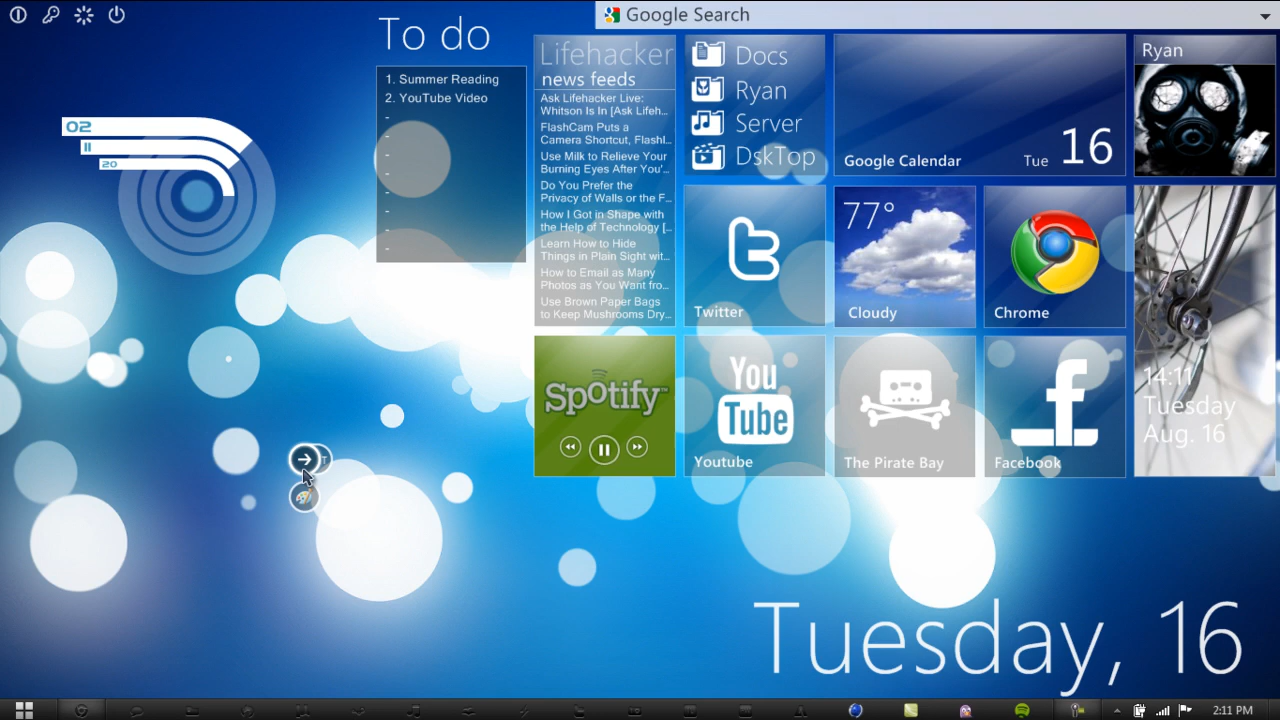 To do
Google Search
1. Summer Reading
2. YouTube Video
-
-
-
-
-
-
-
-
02
11
20
Lifehacker
news feeds
Ask Lifehacker Live:
Whitson Is In [Ask Lifeh...
FlashCam Puts a
Camera Shortcut, Flashl...
Use Milk to Relieve Your
Burning Eyes After You'...
Do You Prefer the
Privacy of Walls or the F...
How I Got in Shape with
the Help of Technology [...
Learn How to Hide
Things in Plain Sight wit...
How to Email as Many
Photos as You Want fro...
Use Brown Paper Bags
to Keep Mushrooms Dry...
Docs
Ryan
Server
DskTop
Google Calendar
Tue 16
Ryan
Twitter
77°
Cloudy
Chrome
Spotify
You
Tube
Youtube
The Pirate Bay
Facebook
14:11
Tuesday
Aug. 16
Tuesday, 16
2:11 PM